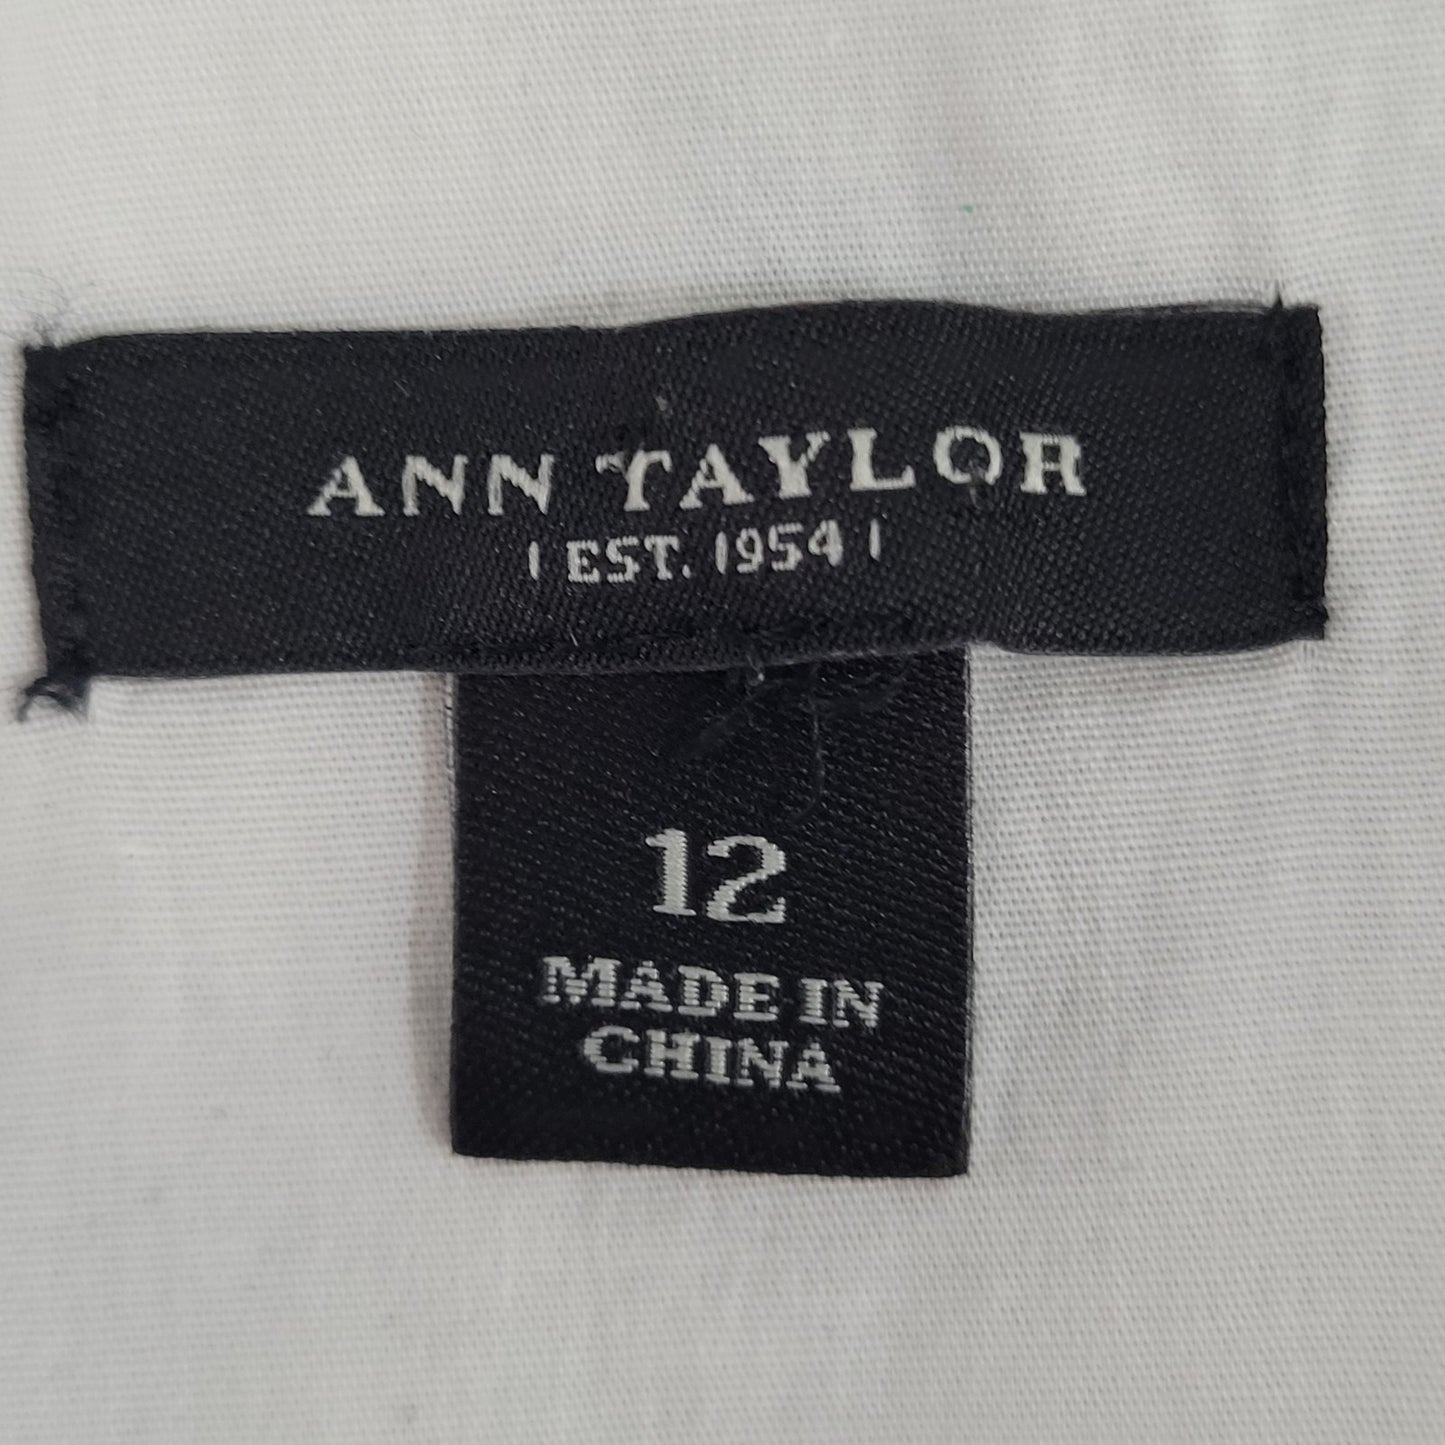 ANN TAYLOR
| EST. 1954 |
12
MADE IN
CHINA